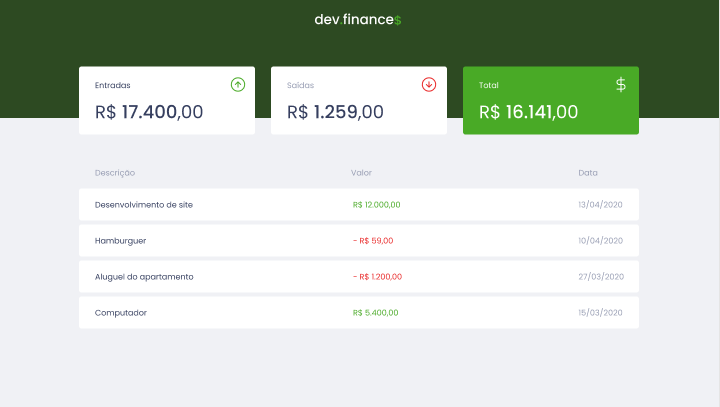 dev.finance$
Entradas
R$ 17.400,00
Saídas
R$ 1.259,00
Total
$
R$ 16.141,00
Descrição Valor Data
Desenvolvimento de site R$ 12.000,00 13/04/2020
Hamburguer - R$ 59,00 10/04/2020
Aluguel do apartamento - R$ 1.200,00 27/03/2020
Computador R$ 5.400,00 15/03/2020